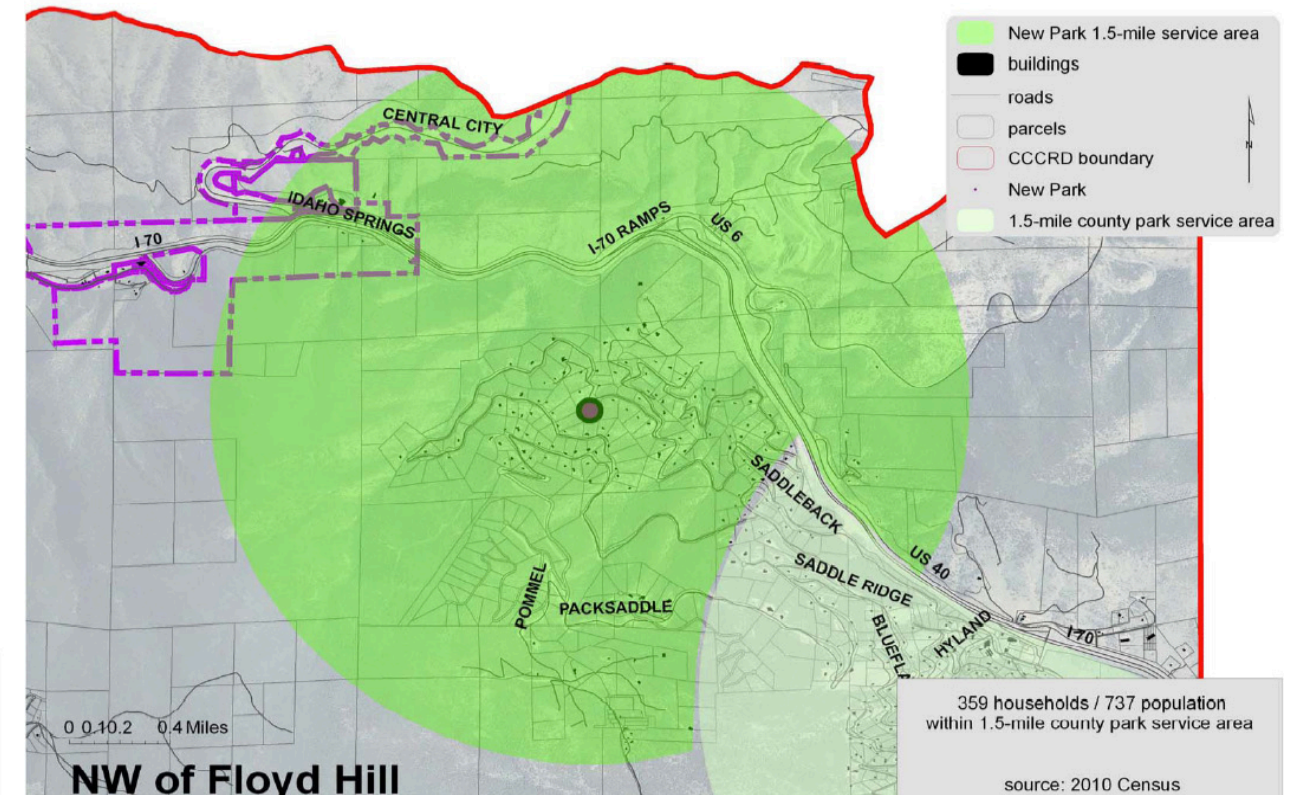 New Park 1.5-mile service area
buildings
roads
parcels
CCCRD boundary
New Park
1.5-mile county park service area
N
CENTRAL CITY
IDAHO SPRINGS
I 70
I-70 RAMPS
US 6
SADDLEBACK
US 40
SADDLE RIDGE
POMMEL
PACKSADDLE
BLUEFLA
HYLAND
I 70
359 households / 737 population
within 1.5-mile county park service area
source: 2010 Census
0 0.10.2 0.4 Miles
NW of Floyd Hill